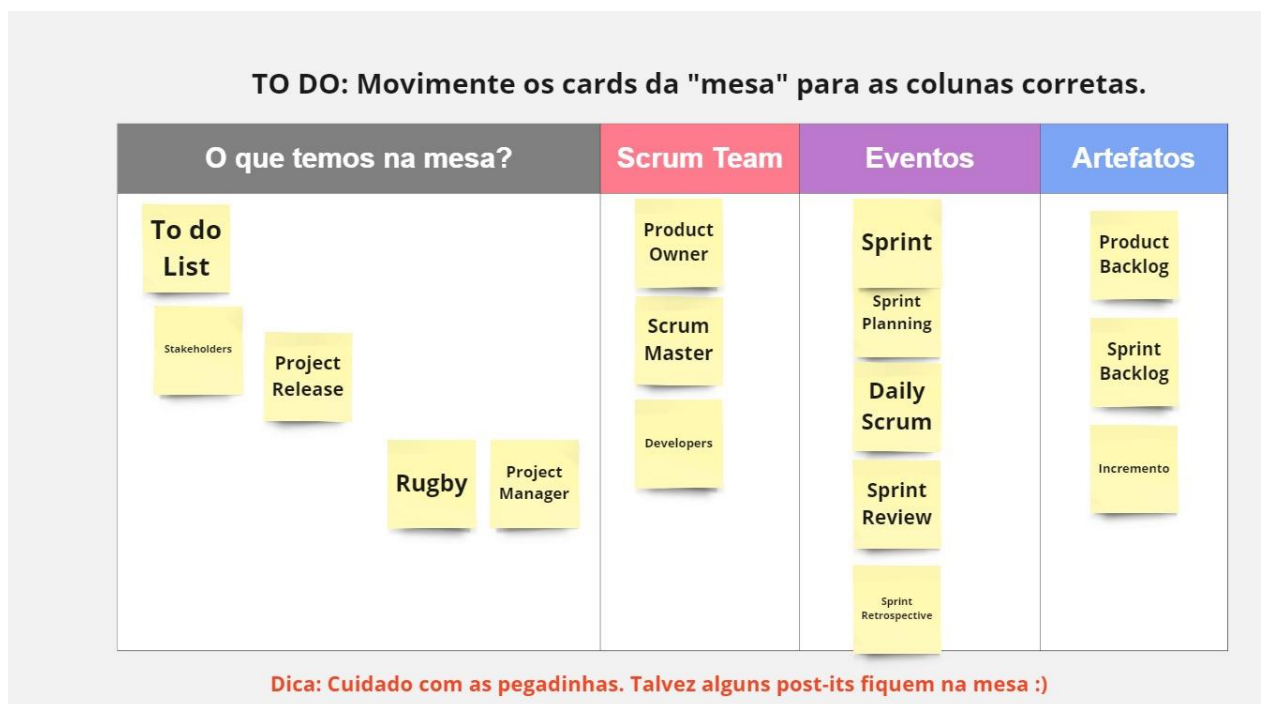 TO DO: Movimente os cards da "mesa" para as colunas corretas.
O que temos na mesa?
Scrum Team
Eventos
Artefatos
To do
List
Stakeholders
Project
Release
Rugby
Project
Manager
Product
Owner
Scrum
Master
Developers
Sprint
Sprint
Planning
Daily
Scrum
Sprint
Review
Sprint
Retrospective
Product
Backlog
Sprint
Backlog
Incremento
Dica: Cuidado com as pegadinhas. Talvez alguns post-its fiquem na mesa :)